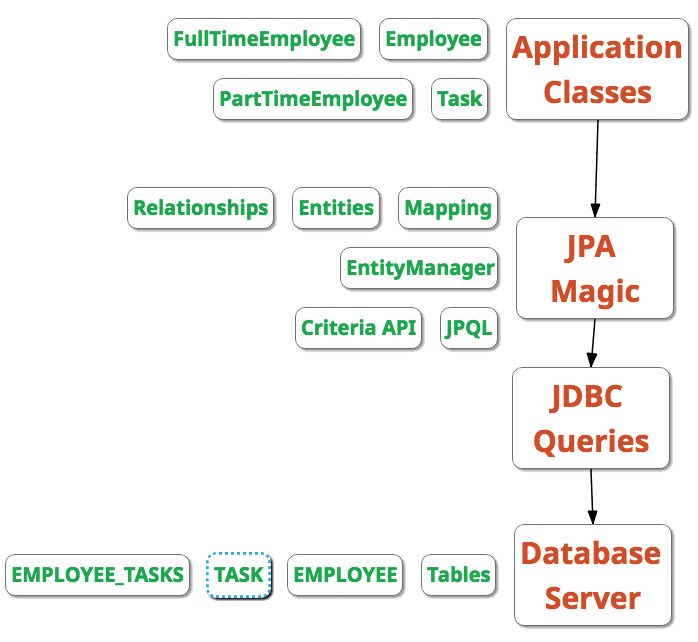 FullTimeEmployee Employee
Application
Classes
PartTimeEmployee Task
Relationships Entities Mapping
EntityManager
Criteria API JPQL
JPA
Magic
JDBC
Queries
EMPLOYEE_TASKS TASK EMPLOYEE Tables
Database
Server